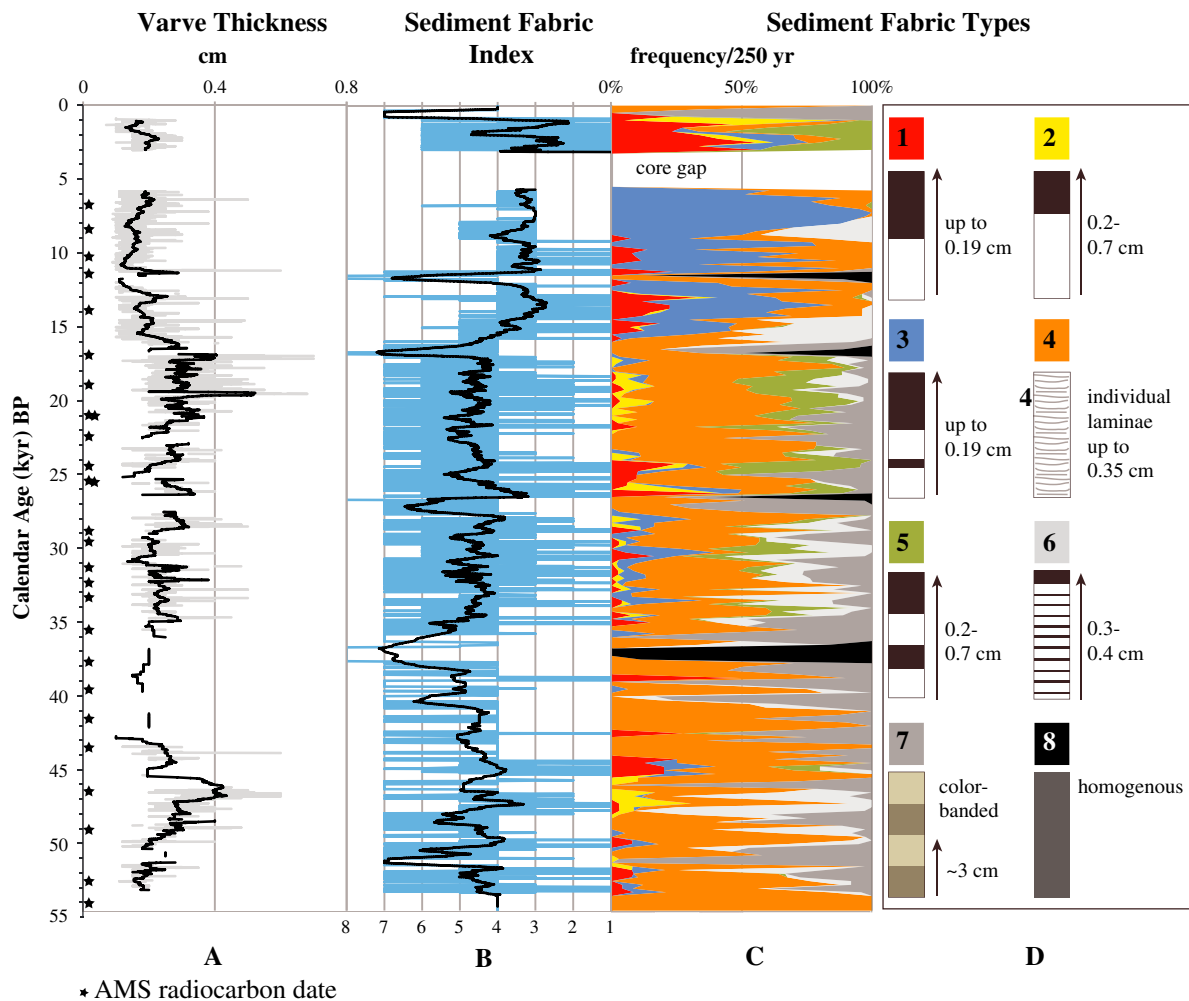 Varve Thickness
cm
Sediment Fabric
Index
Sediment Fabric Types
frequency/250 yr
0 0.4 0.8
0% 50% 100%
Calendar Age (kyr) BP
0
5
10
15
20
25
30
35
40
45
50
55
core gap
8 7 6 5 4 3 2 1
A
B
C
D
1
up to
0.19 cm
2
0.2-
0.7 cm
3
up to
0.19 cm
4
4
individual
laminae
up to
0.35 cm
5
0.2-
0.7 cm
6
0.3-
0.4 cm
7
color-
banded
~3 cm
8
homogenous
AMS radiocarbon date